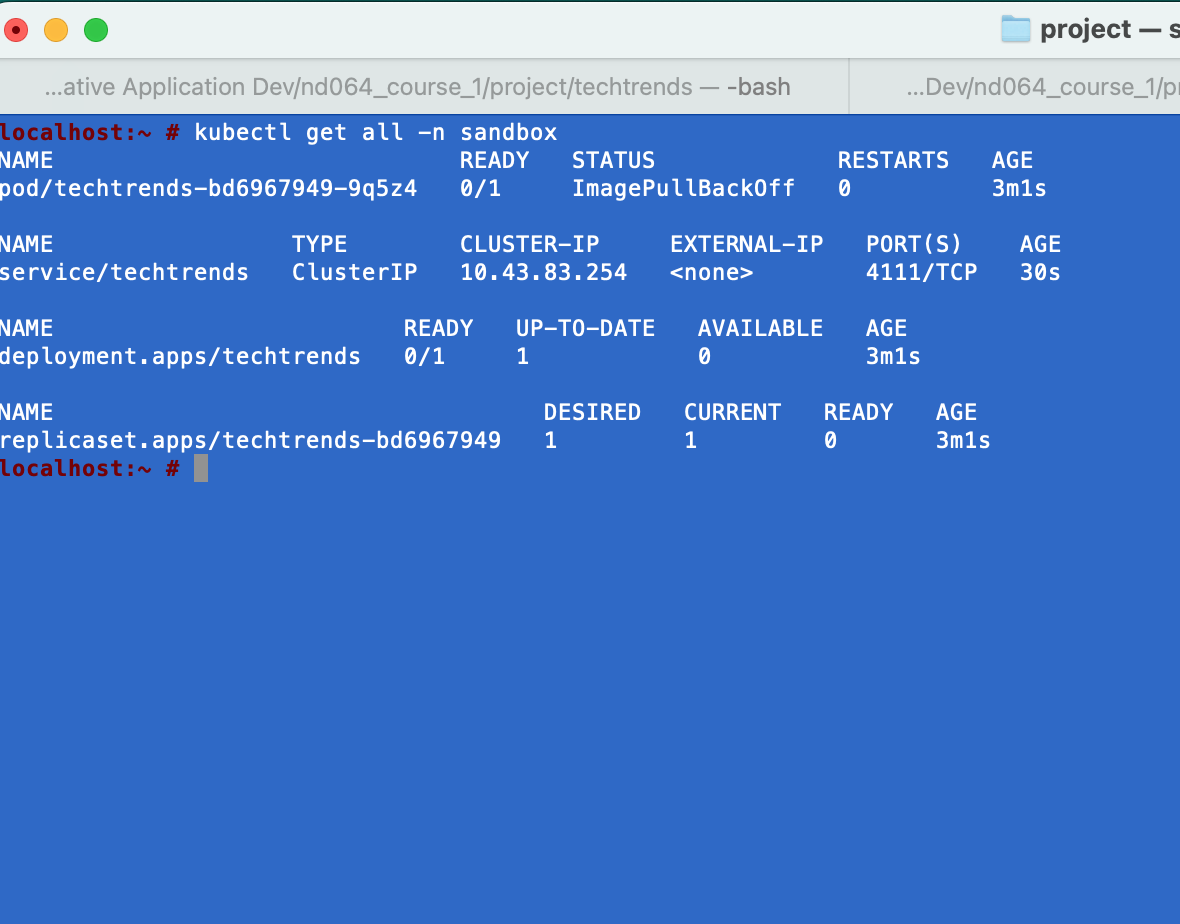 project — s
...ative Application Dev/nd064_course_1/project/techtrends — -bash
...Dev/nd064_course_1/pr
localhost:~ # kubectl get all -n sandbox
NAME READY STATUS RESTARTS AGE
pod/techtrends-bd6967949-9q5z4 0/1 ImagePullBackOff 0 3m1s
NAME TYPE CLUSTER-IP EXTERNAL-IP PORT(S) AGE
service/techtrends ClusterIP 10.43.83.254 <none> 4111/TCP 30s
NAME READY UP-TO-DATE AVAILABLE AGE
deployment.apps/techtrends 0/1 1 0 3m1s
NAME DESIRED CURRENT READY AGE
replicaset.apps/techtrends-bd6967949 1 1 0 3m1s
localhost:~ #